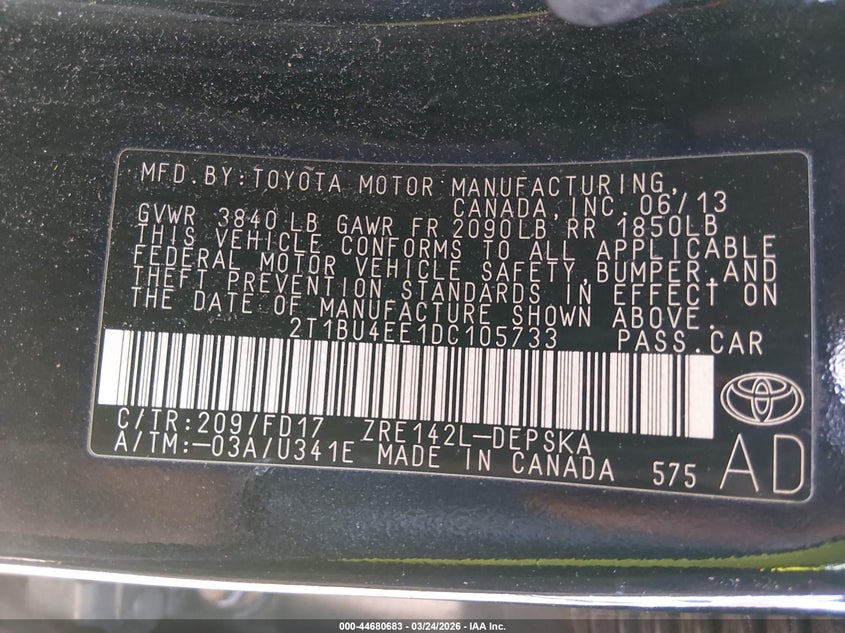 MFD.BY:TOYOTA MOTOR MANUFACTURING,
CANADA,INC. 06/13
GVWR 3840 LB GAWR FR 2090LB RR 1850LB
THIS VEHICLE CONFORMS TO ALL APPLICABLE
FEDERAL MOTOR VEHICLE SAFETY,BUMPER,AND
THEFT PREVENTION STANDARDS IN EFFECT ON
THE DATE OF MANUFACTURE SHOWN ABOVE.
2T1BU4EE1DC105733 PASS.CAR
C/TR:209/FD17 ZRE142L-DEPSKA
A/TM:-03A/U341E MADE IN CANADA 575
AD
000-44680683 - 03/24/2026 - IAA Inc.